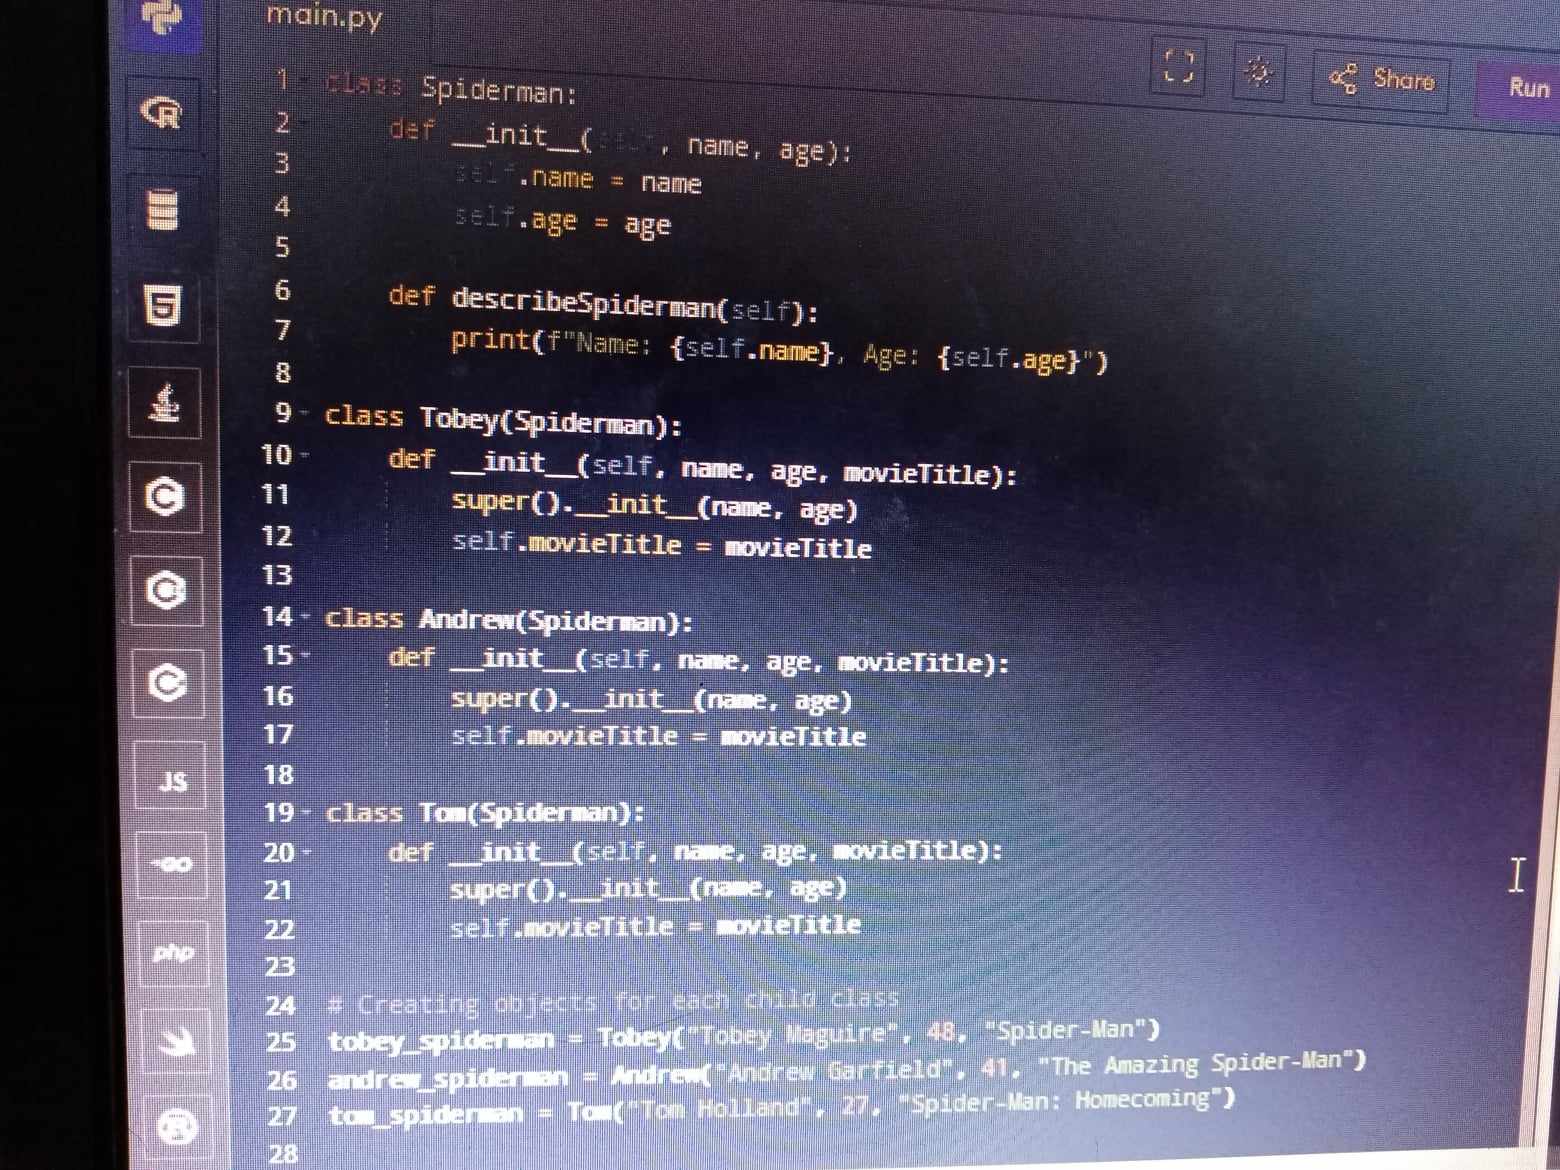 main.py
Share
Run
1 class Spiderman:
2     def __init__(self, name, age):
3         self.name = name
4         self.age = age
5
6     def describeSpiderman(self):
7         print(f"Name: {self.name}, Age: {self.age}")
8
9 class Tobey(Spiderman):
10     def __init__(self, name, age, movieTitle):
11         super().__init__(name, age)
12         self.movieTitle = movieTitle
13
14 class Andrew(Spiderman):
15     def __init__(self, name, age, movieTitle):
16         super().__init__(name, age)
17         self.movieTitle = movieTitle
18
19 class Tom(Spiderman):
20     def __init__(self, name, age, movieTitle):
21         super().__init__(name, age)
22         self.movieTitle = movieTitle
23
24 # Creating objects for each child class
25 tobey_spiderman = Tobey("Tobey Maguire", 48, "Spider-Man")
26 andrew_spiderman = Andrew("Andrew Garfield", 41, "The Amazing Spider-Man")
27 tom_spiderman = Tom("Tom Holland", 27, "Spider-Man: Homecoming")
28
R
5
C
C
C
JS
GO
php
R